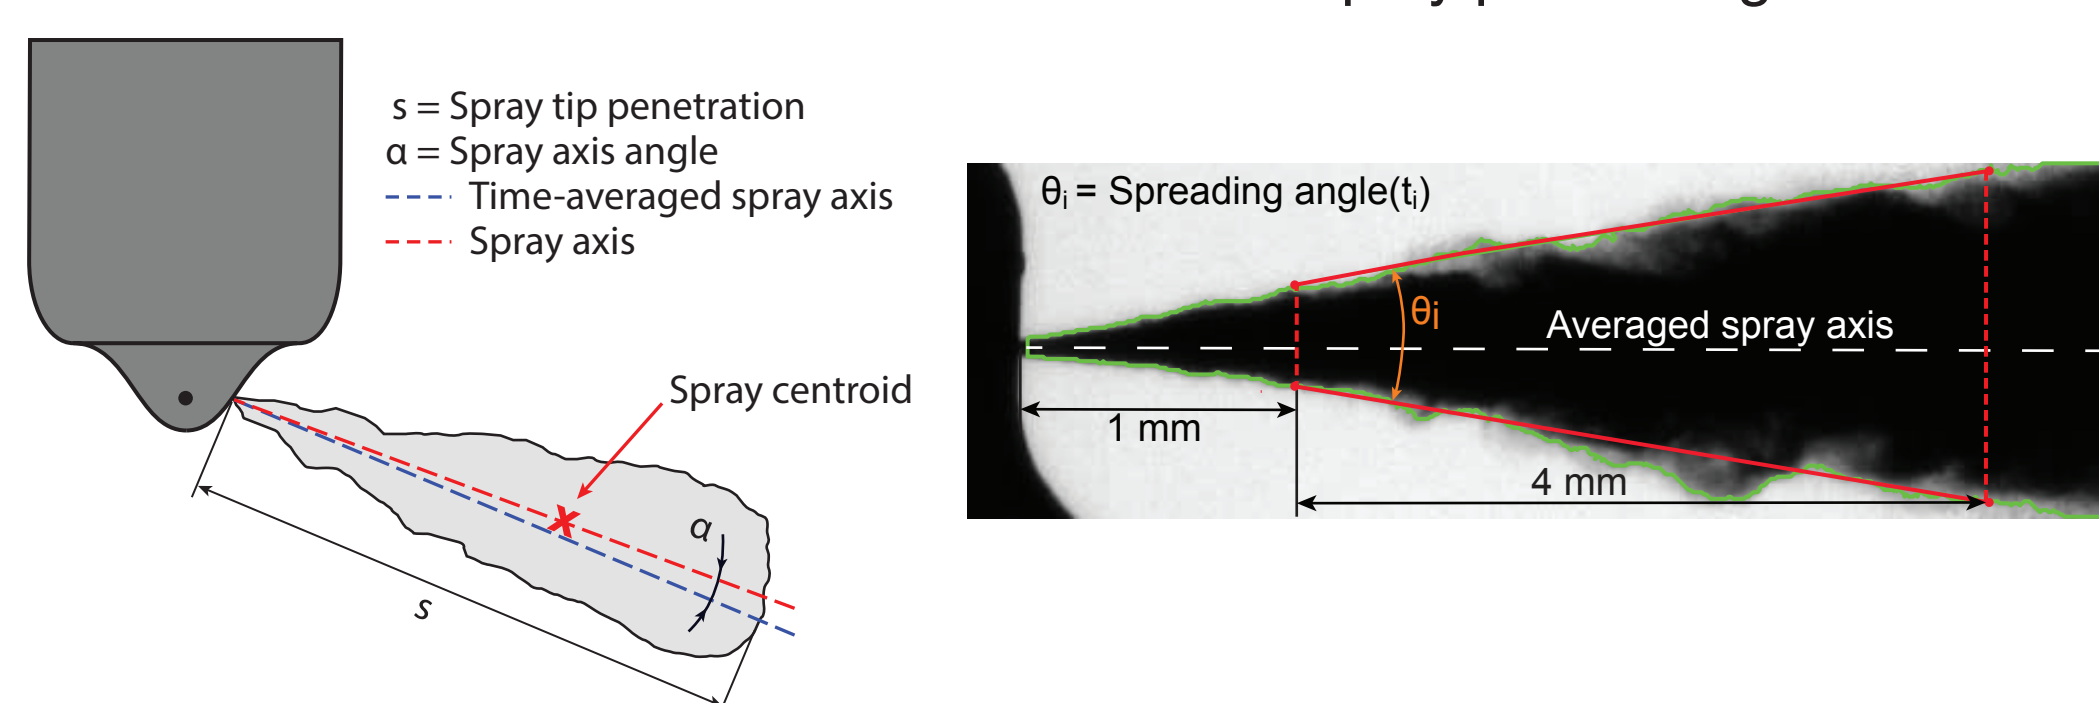 s = Spray tip penetration
α = Spray axis angle
Time-averaged spray axis
Spray axis
Spray centroid
α
s
θi = Spreading angle(ti)
θi
Averaged spray axis
1 mm
4 mm